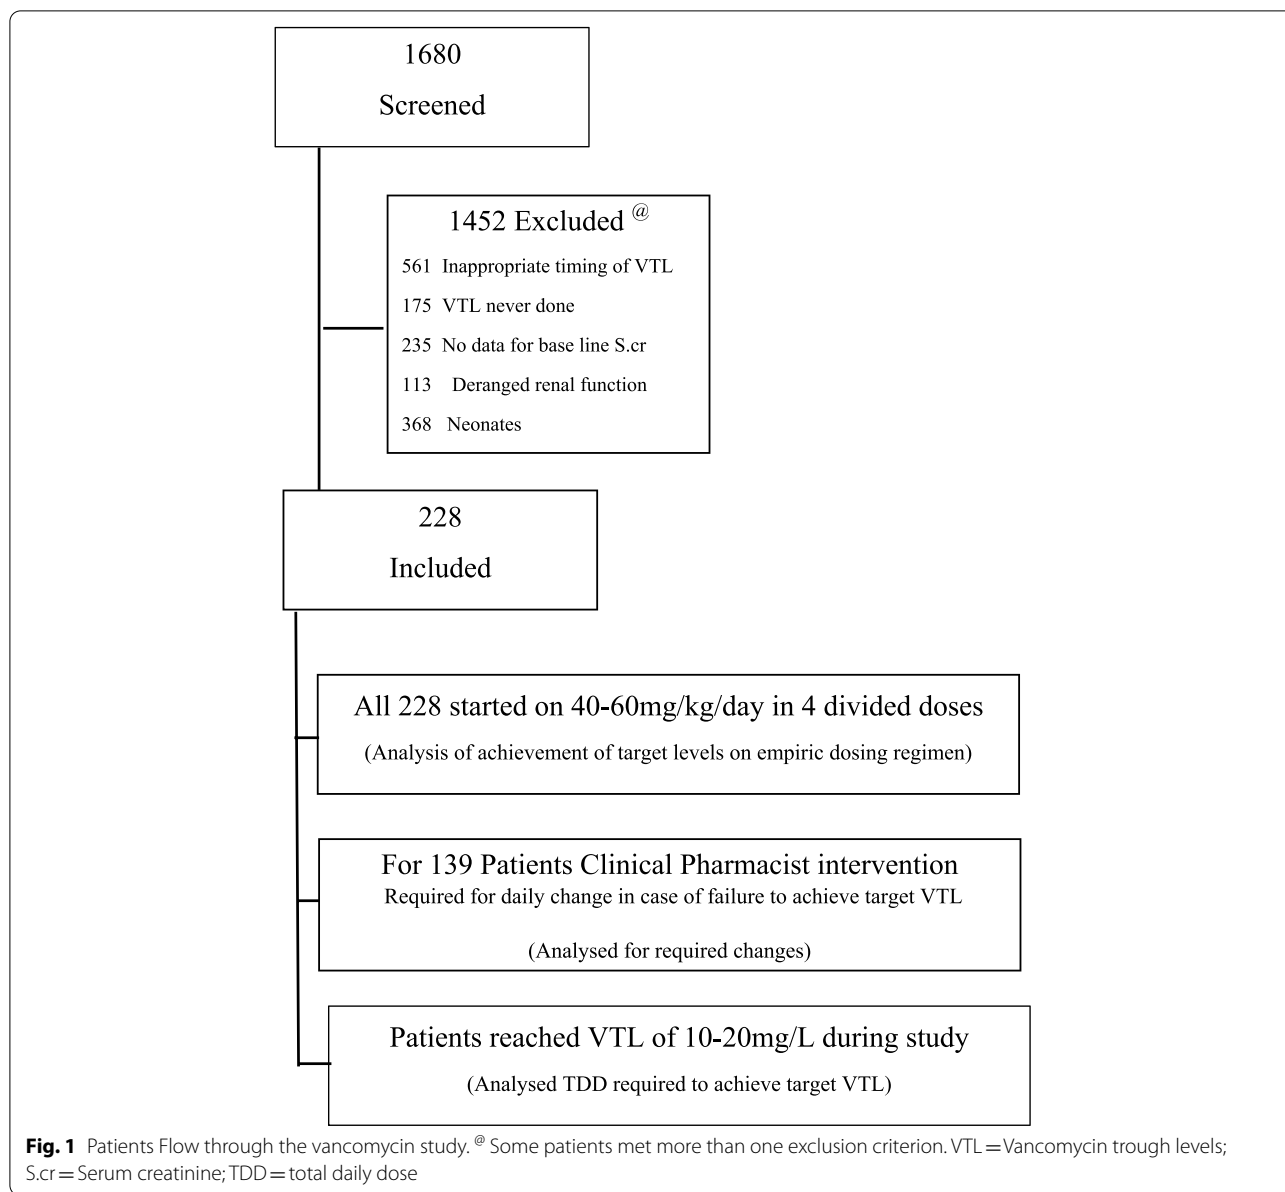 1680
Screened
1452 Excluded @
561 Inappropriate timing of VTL
175 VTL never done
235 No data for base line S.cr
113 Deranged renal function
368 Neonates
228
Included
All 228 started on 40-60mg/kg/day in 4 divided doses
(Analysis of achievement of target levels on empiric dosing regimen)
For 139 Patients Clinical Pharmacist intervention
Required for daily change in case of failure to achieve target VTL
(Analysed for required changes)
Patients reached VTL of 10-20mg/L during study
(Analysed TDD required to achieve target VTL)
Fig. 1 Patients Flow through the vancomycin study. @ Some patients met more than one exclusion criterion. VTL = Vancomycin trough levels;
S.cr = Serum creatinine; TDD = total daily dose